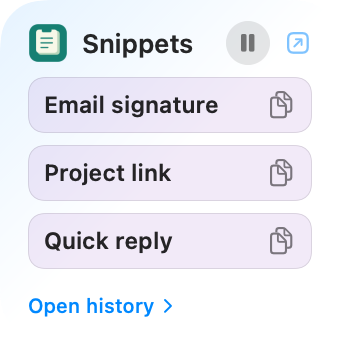 Snippets
Email signature
Project link
Quick reply
Open history